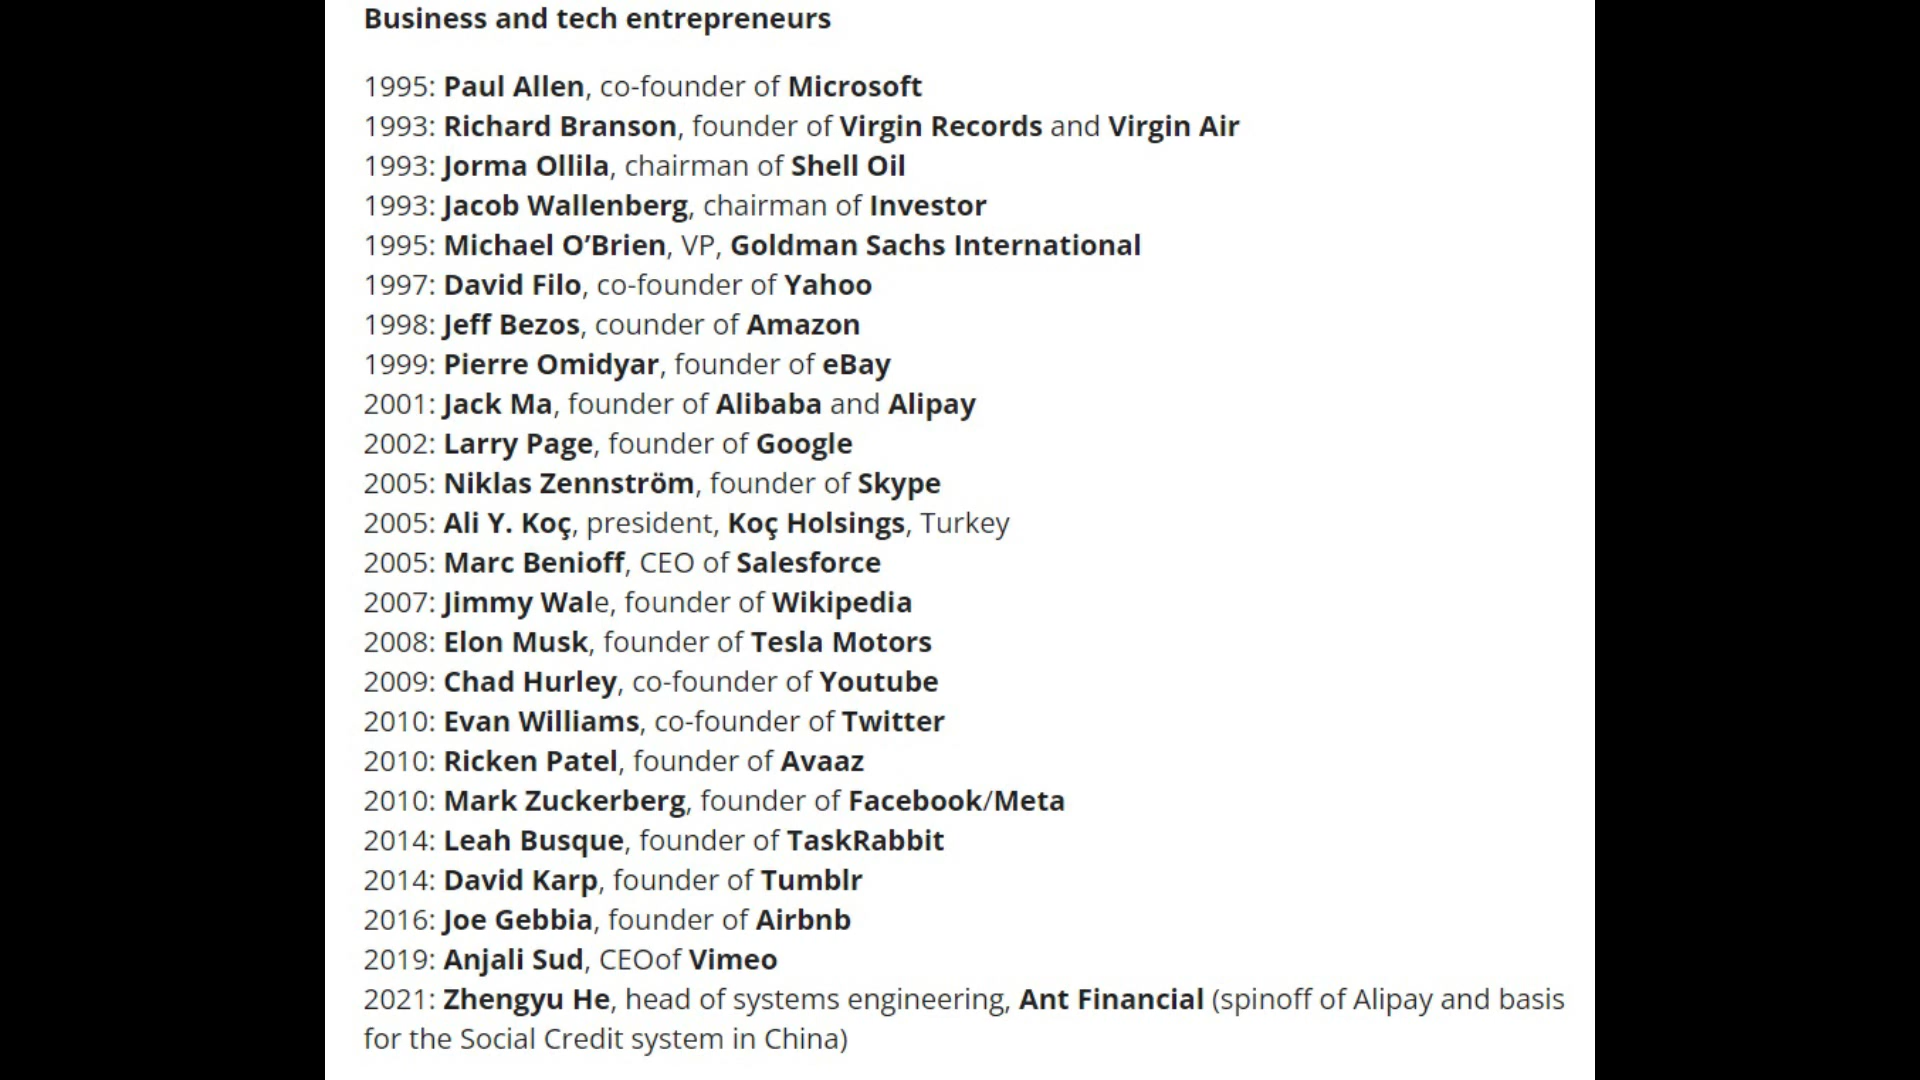 Business and tech entrepreneurs
1995: Paul Allen, co-founder of Microsoft
1993: Richard Branson, founder of Virgin Records and Virgin Air
1993: Jorma Ollila, chairman of Shell Oil
1993: Jacob Wallenberg, chairman of Investor
1995: Michael O’Brien, VP, Goldman Sachs International
1997: David Filo, co-founder of Yahoo
1998: Jeff Bezos, counder of Amazon
1999: Pierre Omidyar, founder of eBay
2001: Jack Ma, founder of Alibaba and Alipay
2002: Larry Page, founder of Google
2005: Niklas Zennström, founder of Skype
2005: Ali Y. Koç, president, Koç Holsings, Turkey
2005: Marc Benioff, CEO of Salesforce
2007: Jimmy Wale, founder of Wikipedia
2008: Elon Musk, founder of Tesla Motors
2009: Chad Hurley, co-founder of Youtube
2010: Evan Williams, co-founder of Twitter
2010: Ricken Patel, founder of Avaaz
2010: Mark Zuckerberg, founder of Facebook/Meta
2014: Leah Busque, founder of TaskRabbit
2014: David Karp, founder of Tumblr
2016: Joe Gebbia, founder of Airbnb
2019: Anjali Sud, CEOof Vimeo
2021: Zhengyu He, head of systems engineering, Ant Financial (spinoff of Alipay and basis
for the Social Credit system in China)